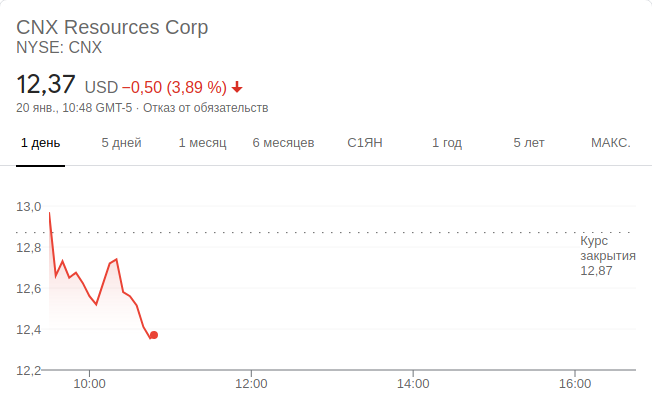 CNX Resources Corp
NYSE: CNX
12,37 USD −0,50 (3,89 %)
20 янв., 10:48 GMT-5 · Отказ от обязательств
1 день 5 дней 1 месяц 6 месяцев С1ЯН 1 год 5 лет МАКС.
13,0
12,8
12,6
12,4
12,2
Курс
закрытия
12,87
10:00 12:00 14:00 16:00